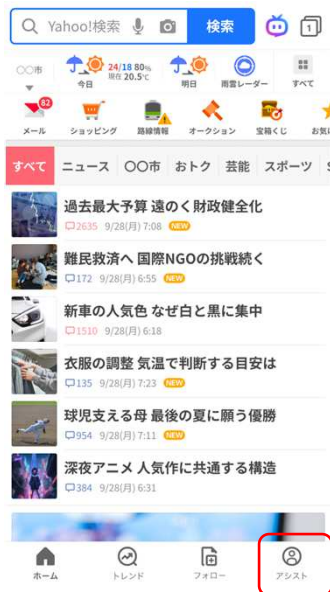 Yahoo!検索 検索 1
○○市 24/18 80% 現在 20.5℃
今日 明日 雨雲レーダー すべて
82
メール ショッピング 路線情報 オークション 宝箱くじ お気
すべて ニュース ○○市 おトク 芸能 スポーツ
過去最大予算 遠のく財政健全化
2635 9/28(月) 7:08 NEW
難民救済へ 国際NGOの挑戦続く
172 9/28(月) 6:55 NEW
新車の人気色 なぜ白と黒に集中
1510 9/28(月) 6:18
衣服の調整 気温で判断する目安は
135 9/28(月) 7:23 NEW
球児支える母 最後の夏に願う優勝
954 9/28(月) 7:11 NEW
深夜アニメ 人気作に共通する構造
384 9/28(月) 6:31
ホーム トレンド フォロー アシスト